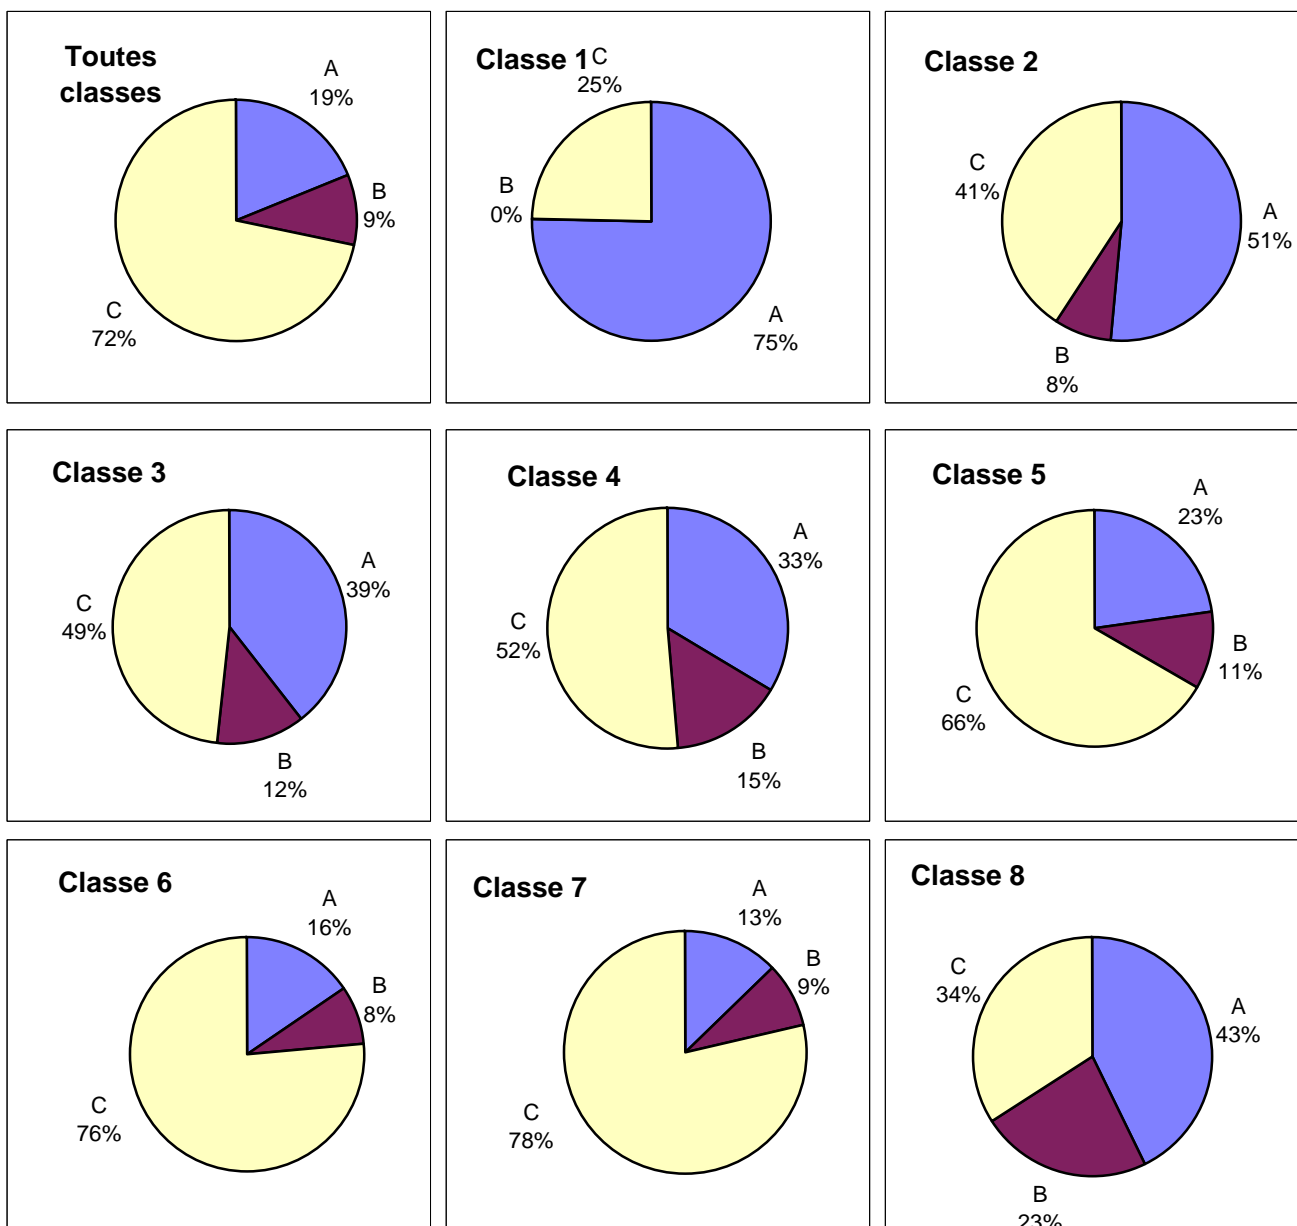 Toutes
classes
A
19%
B
9%
C
72%
Classe 1
C
25%
B
0%
A
75%
Classe 2
C
41%
A
51%
B
8%
Classe 3
A
39%
C
49%
B
12%
Classe 4
A
33%
C
52%
B
15%
Classe 5
A
23%
B
11%
C
66%
Classe 6
A
16%
B
8%
C
76%
Classe 7
A
13%
B
9%
C
78%
Classe 8
C
34%
A
43%
B
23%